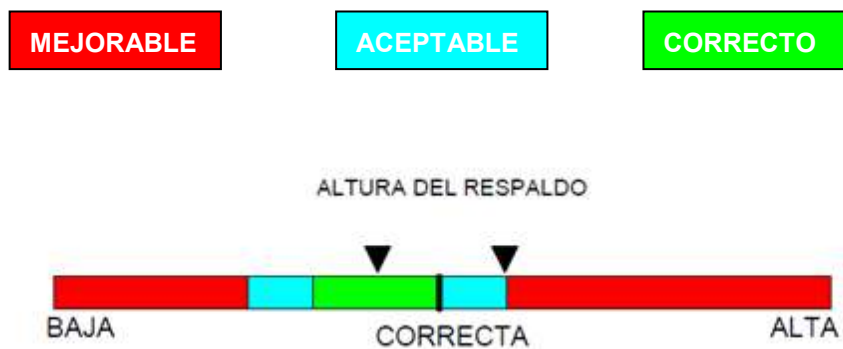 MEJORABLE
ACEPTABLE
CORRECTO
ALTURA DEL RESPALDO
BAJA
CORRECTA
ALTA